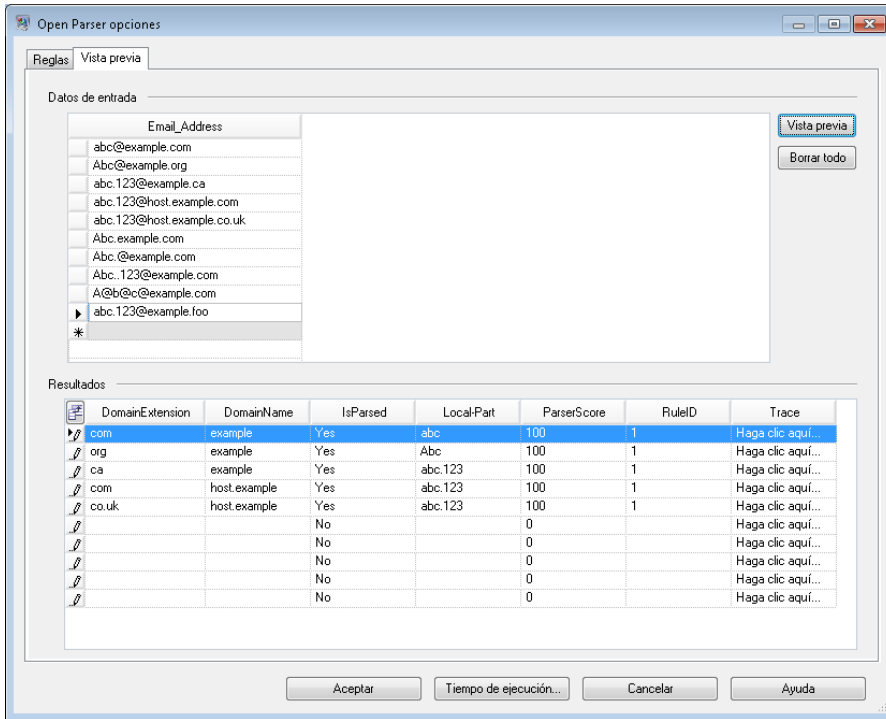 Open Parser opciones
Reglas Vista previa
Datos de entrada
Email_Address
abc@example.com
Abc@example.org
abc.123@example.ca
abc.123@host.example.com
abc.123@host.example.co.uk
Abc.example.com
Abc.@example.com
Abc..123@example.com
A@b@c@example.com
abc.123@example.foo
Vista previa
Borrar todo
Resultados
DomainExtension DomainName IsParsed Local-Part ParserScore RuleID Trace
com example Yes abc 100 1 Haga clic aquí...
org example Yes Abc 100 1 Haga clic aquí...
ca example Yes abc.123 100 1 Haga clic aquí...
com host.example Yes abc.123 100 1 Haga clic aquí...
co.uk host.example Yes abc.123 100 1 Haga clic aquí...
No 0 Haga clic aquí...
No 0 Haga clic aquí...
No 0 Haga clic aquí...
No 0 Haga clic aquí...
No 0 Haga clic aquí...
Aceptar Tiempo de ejecución... Cancelar Ayuda